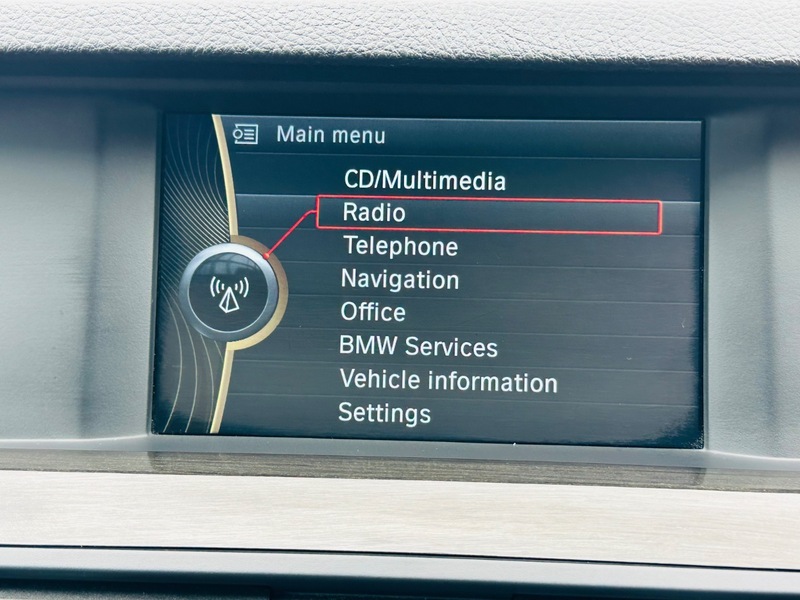 Main menu
CD/Multimedia
Radio
Telephone
Navigation
Office
BMW Services
Vehicle information
Settings